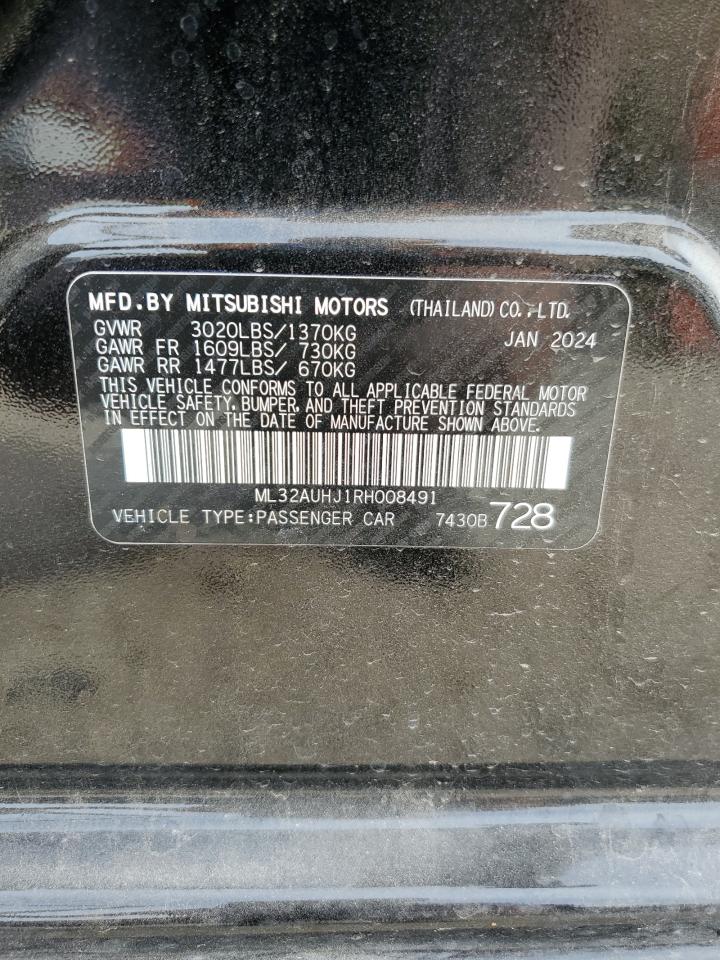 MFD.BY MITSUBISHI MOTORS (THAILAND) CO.,LTD.
GVWR 3020LBS/1370KG JAN 2024
GAWR FR 1609LBS/ 730KG
GAWR RR 1477LBS/ 670KG
THIS VEHICLE CONFORMS TO ALL APPLICABLE FEDERAL MOTOR
VEHICLE SAFETY, BUMPER, AND THEFT PREVENTION STANDARDS
IN EFFECT ON THE DATE OF MANUFACTURE SHOWN ABOVE.
ML32AUHJ1RH008491
VEHICLE TYPE:PASSENGER CAR 7430B 728